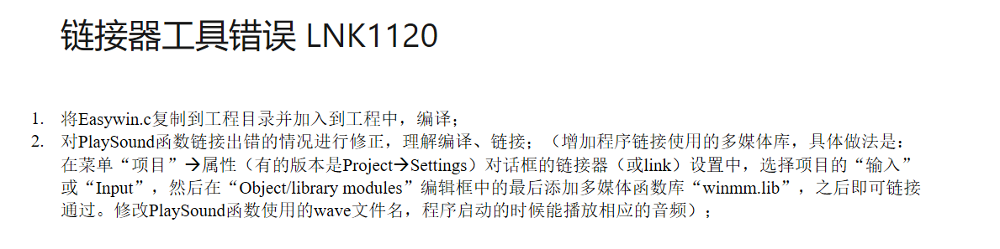 链接器工具错误 LNK1120
1. 将Easywin.c复制到工程目录并加入到工程中，编译；
2. 对PlaySound函数链接出错的情况进行修正，理解编译、链接；（增加程序链接使用的多媒体库，具体做法是：
在菜单“项目”→属性（有的版本是Project→Settings）对话框的链接器（或link）设置中，选择项目的“输入”
或“Input”，然后在“Object/library modules”编辑框中的最后添加多媒体函数库“winmm.lib”，之后即可链接
通过。修改PlaySound函数使用的wave文件名，程序启动的时候能播放相应的音频）；